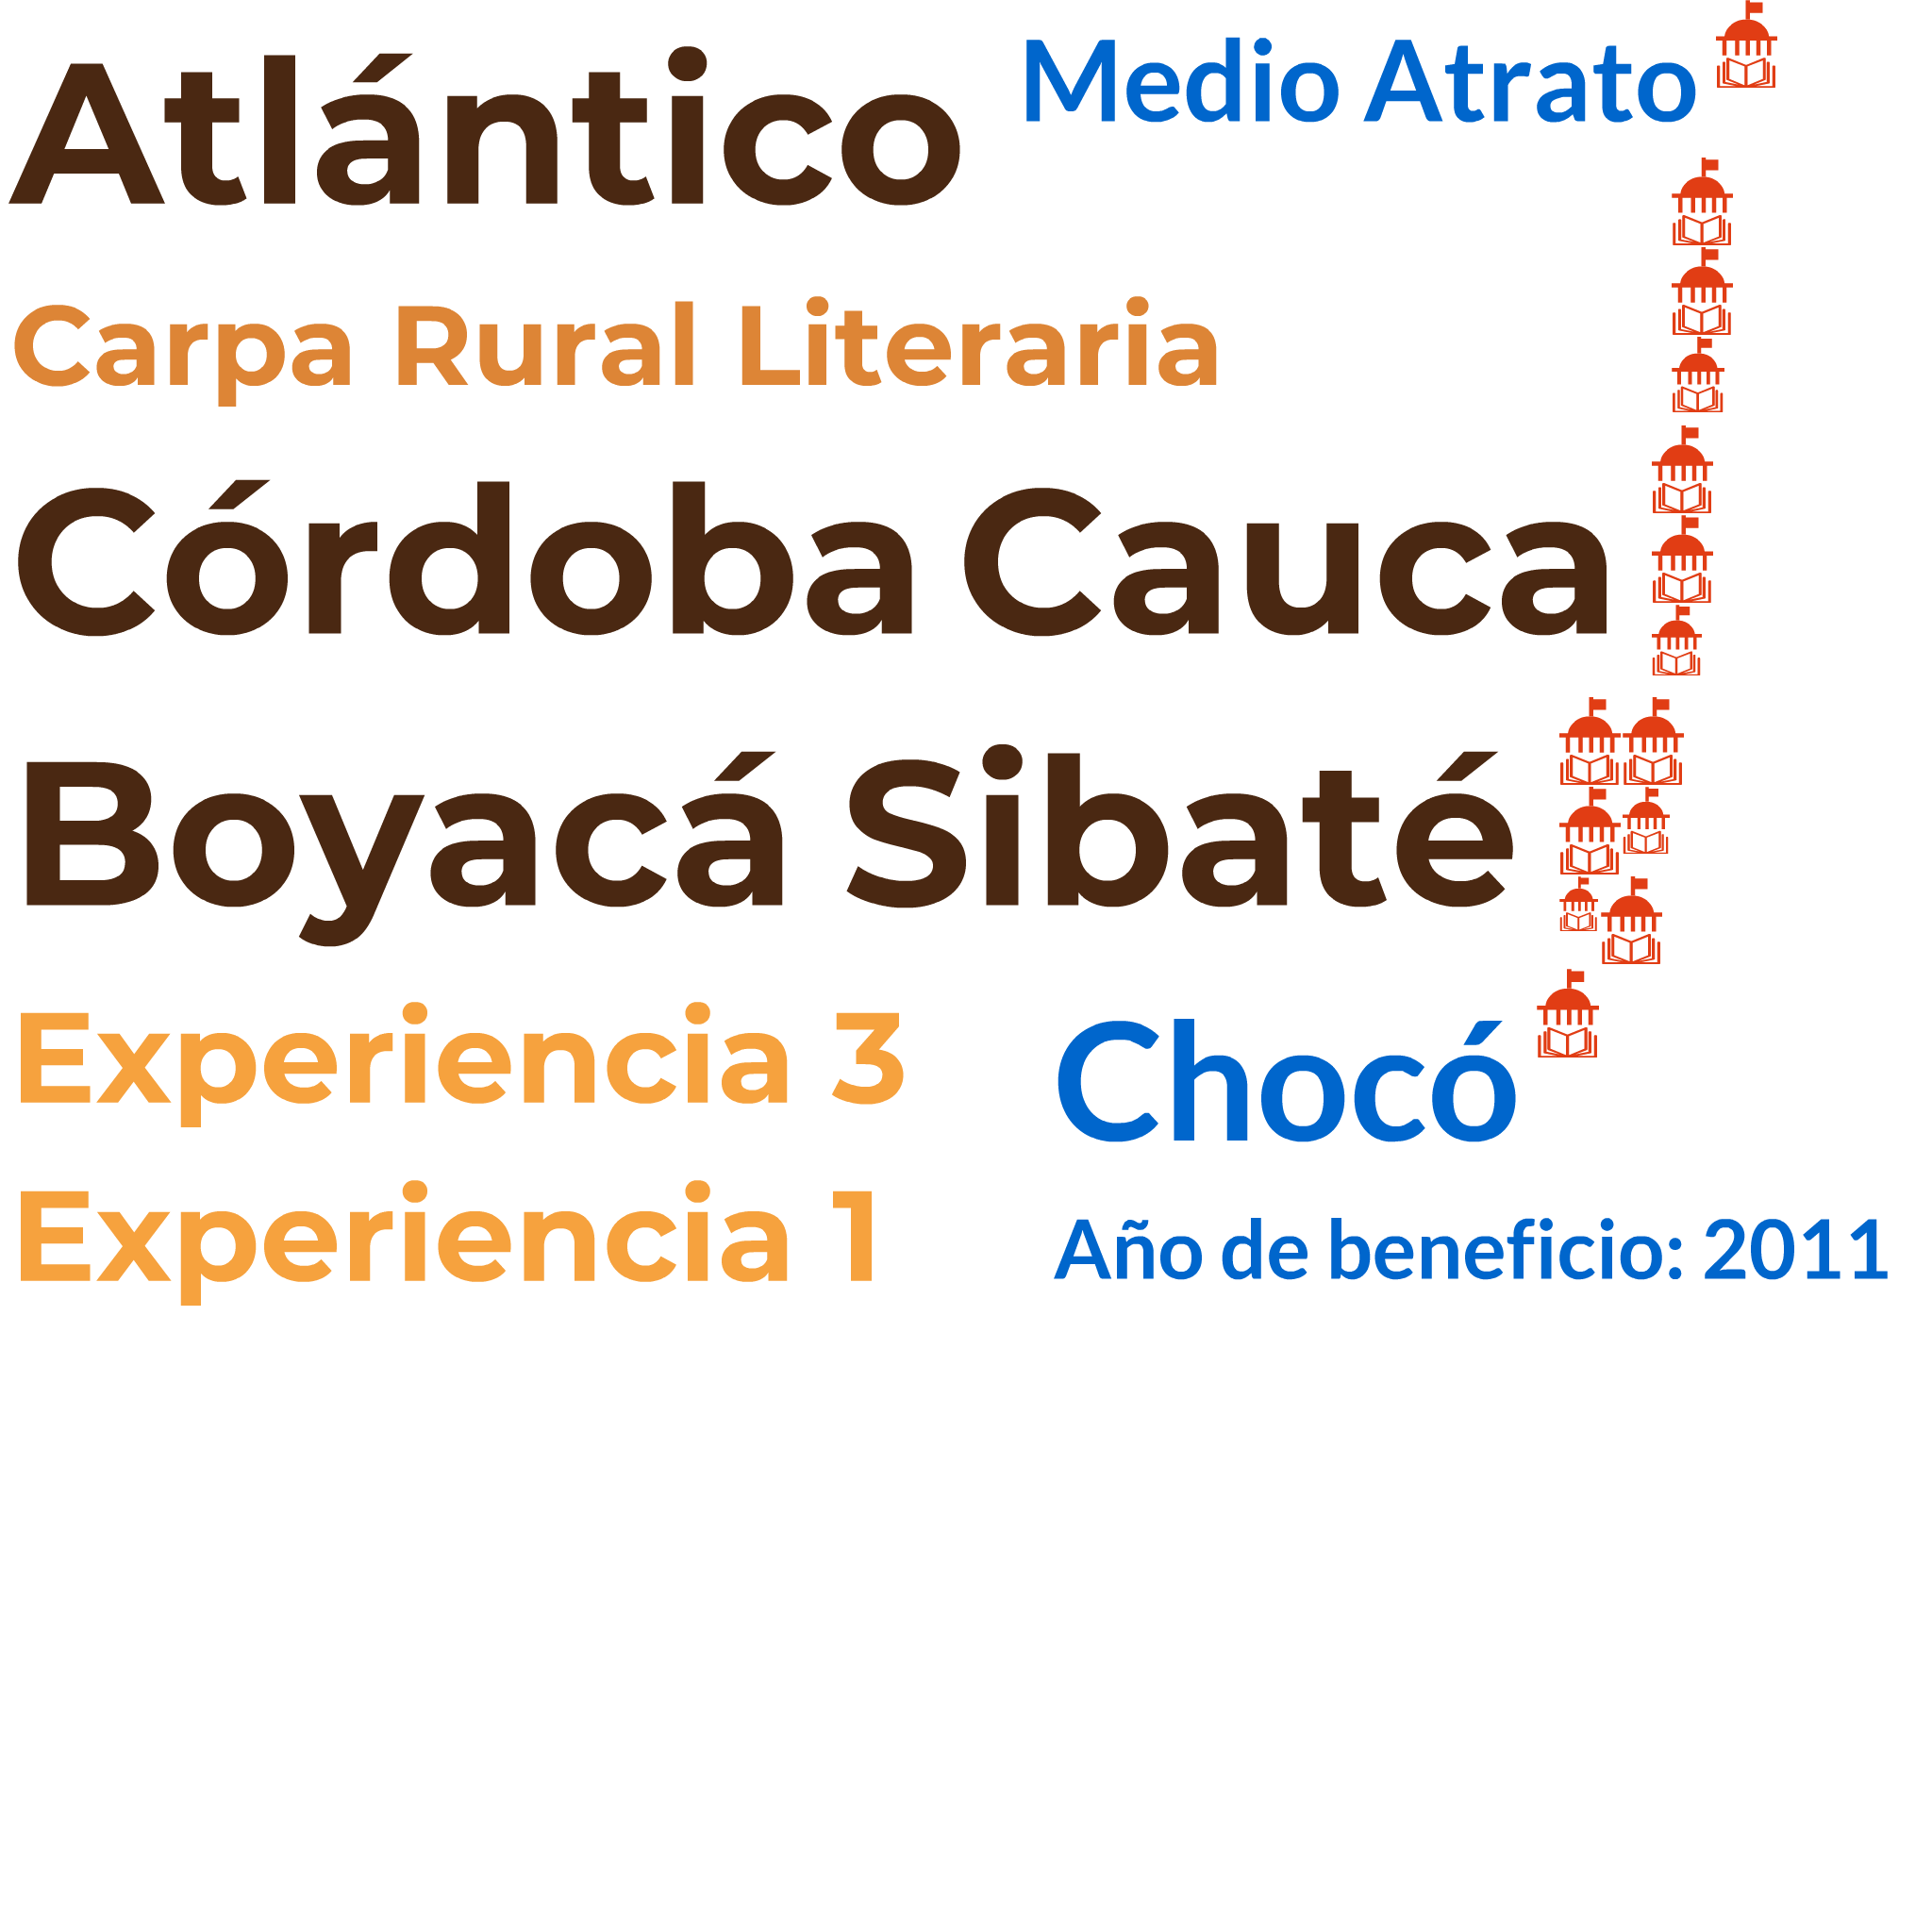 Atlántico
Medio Atrato
Carpa Rural Literaria
Córdoba Cauca
Boyacá Sibaté
Experiencia 3
Chocó
Experiencia 1
Año de beneficio: 2011